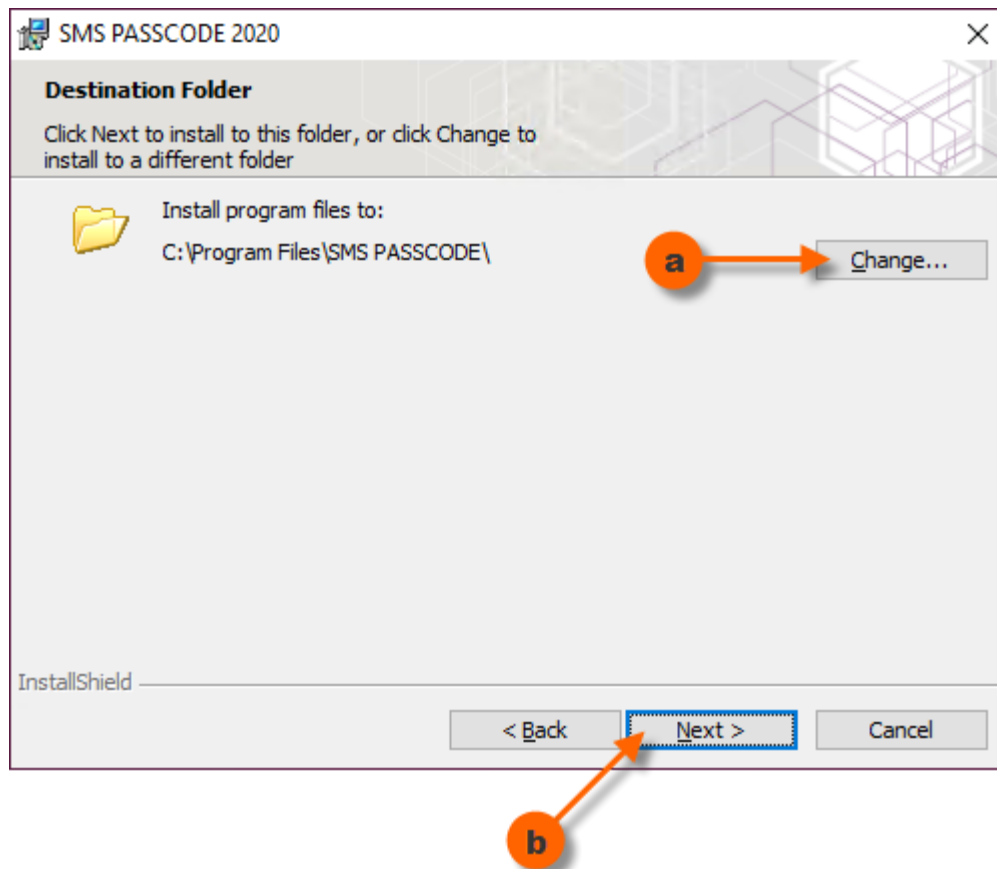 SMS PASSCODE 2020
Destination Folder
Click Next to install to this folder, or click Change to
install to a different folder
Install program files to:
C:\Program Files\SMS PASSCODE\
a
Change...
InstallShield
< Back
Next >
Cancel
b